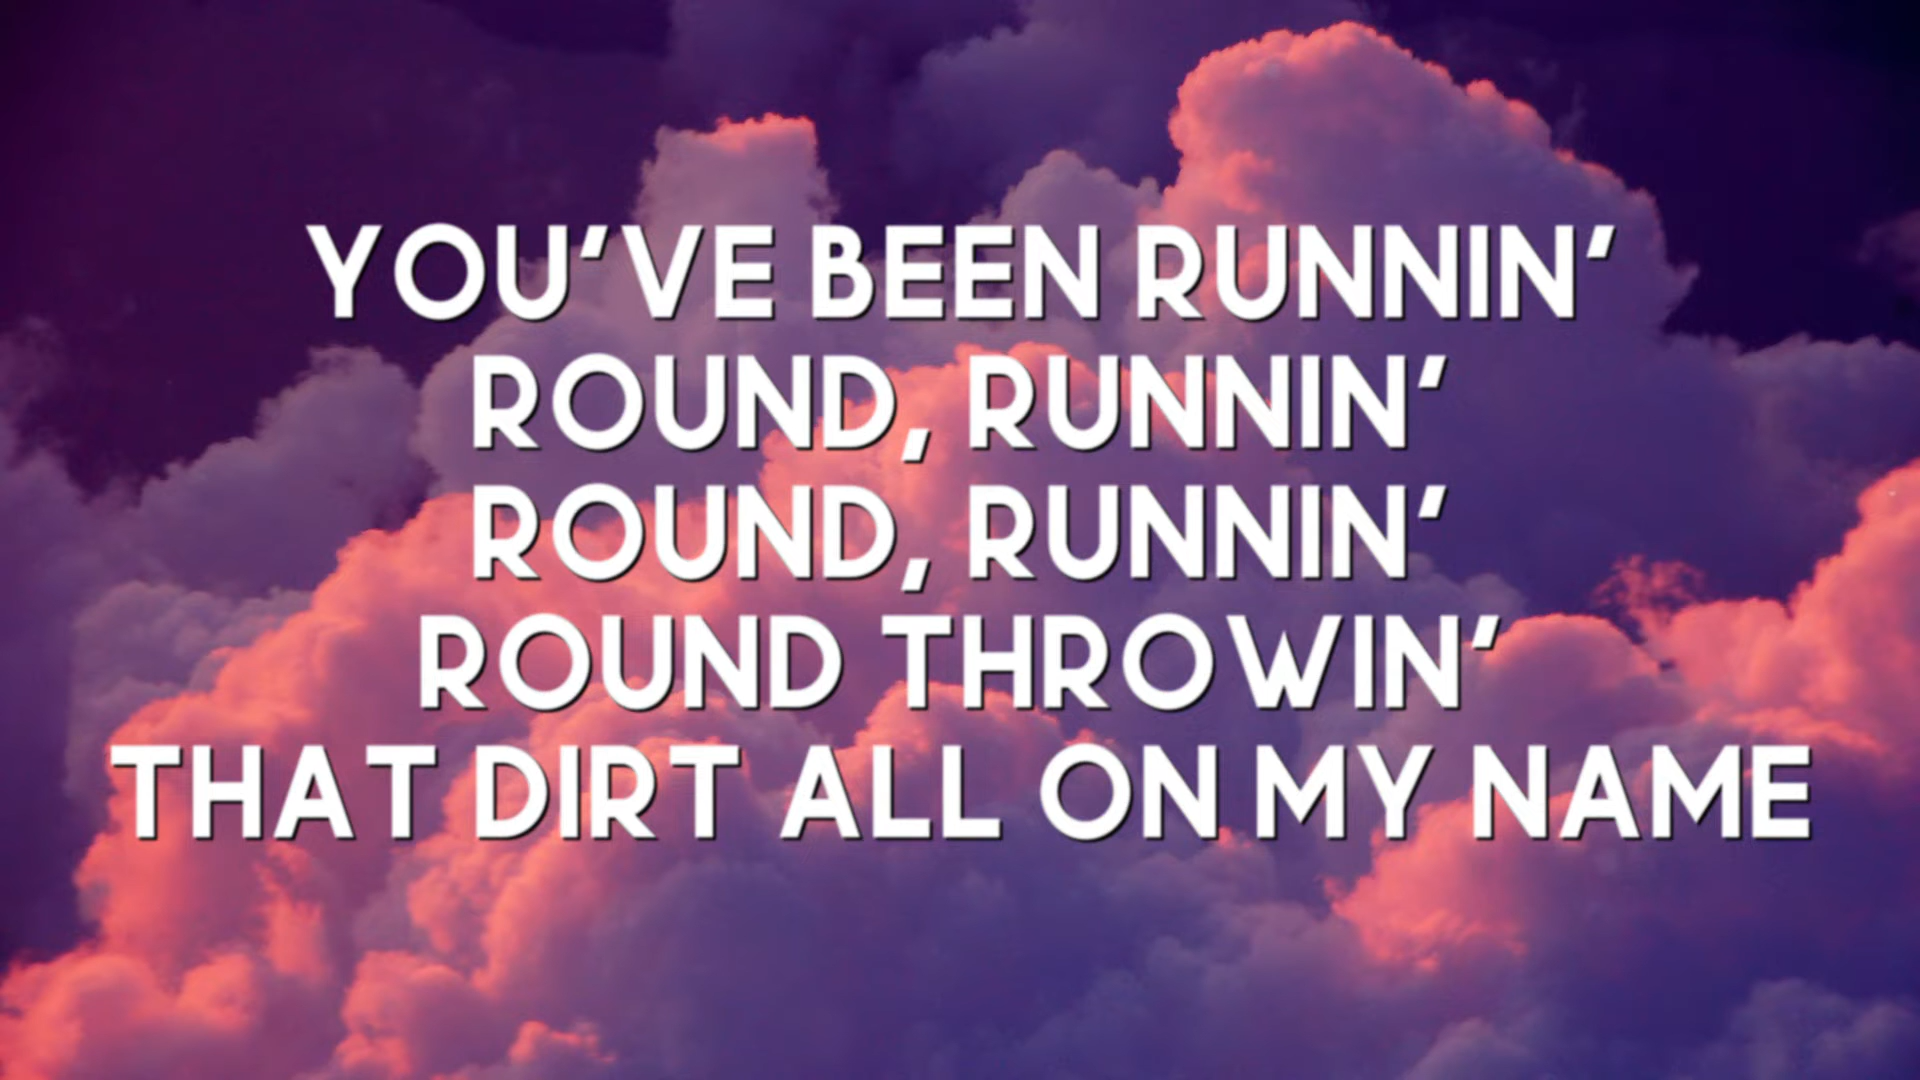 YOU'VE BEEN RUNNIN'
ROUND, RUNNIN'
ROUND, RUNNIN'
ROUND THROWIN'
THAT DIRT ALL ON MY NAME